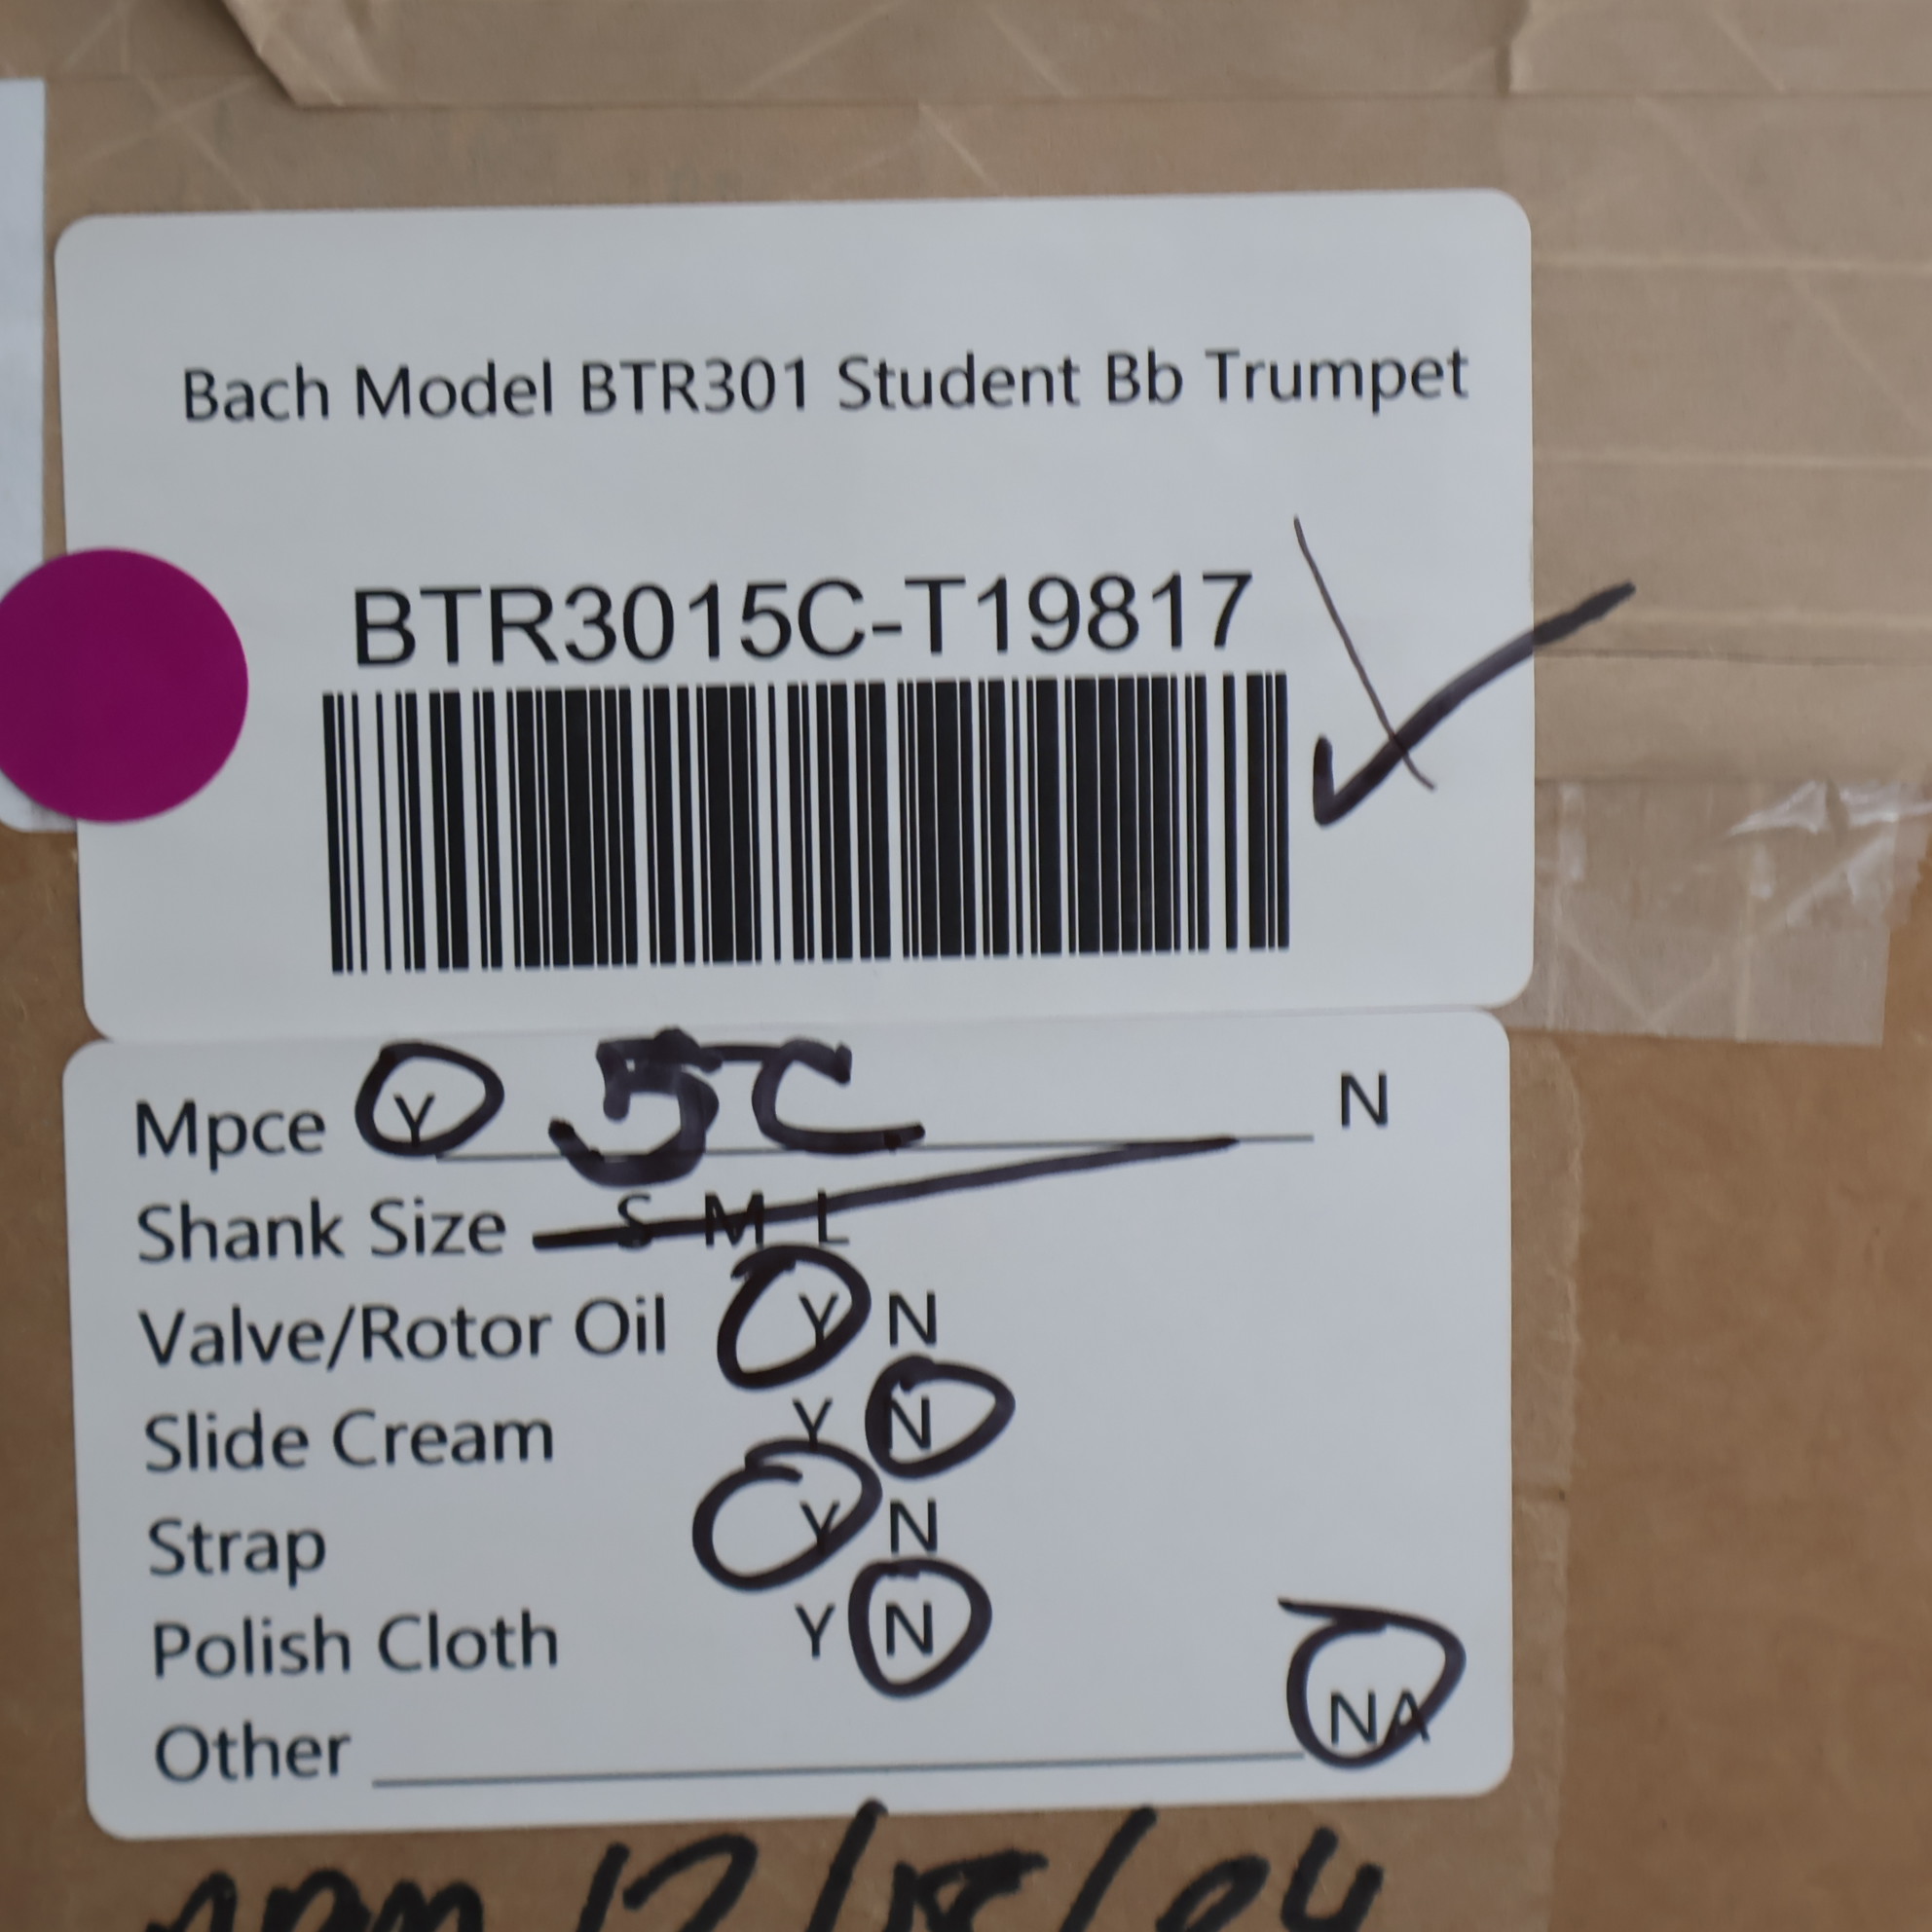 Bach Model BTR301 Student Bb Trumpet
BTR3015C-T19817
Mpce Y 5C N
Shank Size S M L
Valve/Rotor Oil Y N
Slide Cream Y N
Strap Y N
Polish Cloth Y N
Other NA